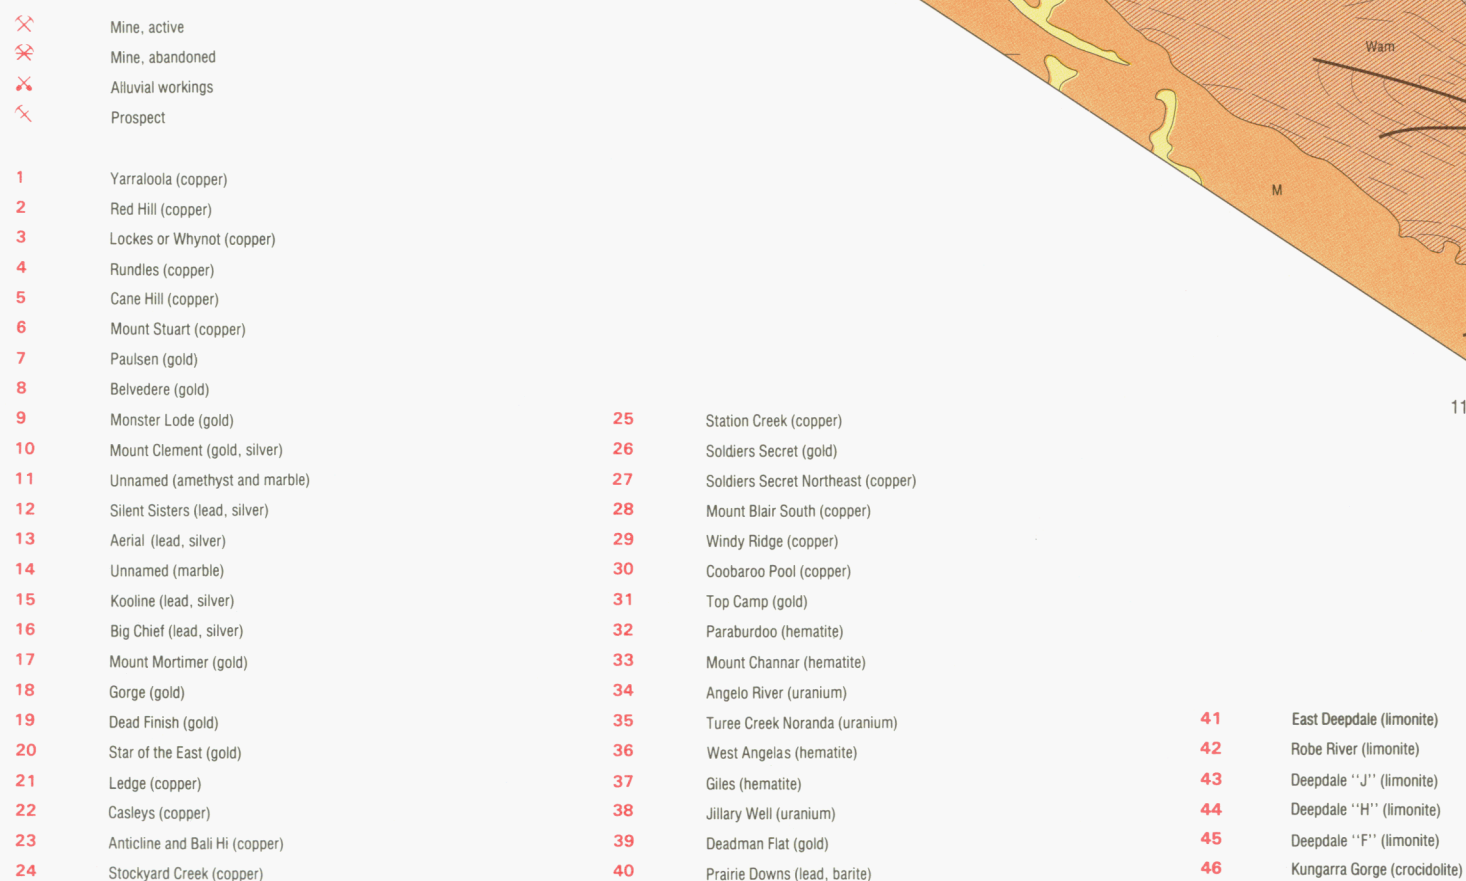 Mine, active
Mine, abandoned
Alluvial workings
Prospect
1 Yarraloola (copper)
2 Red Hill (copper)
3 Lockes or Whynot (copper)
4 Rundles (copper)
5 Cane Hill (copper)
6 Mount Stuart (copper)
7 Paulsen (gold)
8 Belvedere (gold)
9 Monster Lode (gold)
10 Mount Clement (gold, silver)
11 Unnamed (amethyst and marble)
12 Silent Sisters (lead, silver)
13 Aerial (lead, silver)
14 Unnamed (marble)
15 Kooline (lead, silver)
16 Big Chief (lead, silver)
17 Mount Mortimer (gold)
18 Gorge (gold)
19 Dead Finish (gold)
20 Star of the East (gold)
21 Ledge (copper)
22 Casleys (copper)
23 Anticline and Bali Hi (copper)
24 Stockyard Creek (copper)
25 Station Creek (copper)
26 Soldiers Secret (gold)
27 Soldiers Secret Northeast (copper)
28 Mount Blair South (copper)
29 Windy Ridge (copper)
30 Coobaroo Pool (copper)
31 Top Camp (gold)
32 Paraburdoo (hematite)
33 Mount Channar (hematite)
34 Angelo River (uranium)
35 Turee Creek Noranda (uranium)
36 West Angelas (hematite)
37 Giles (hematite)
38 Jillary Well (uranium)
39 Deadman Flat (gold)
40 Prairie Downs (lead, barite)
41 East Deepdale (limonite)
42 Robe River (limonite)
43 Deepdale ''J'' (limonite)
44 Deepdale ''H'' (limonite)
45 Deepdale ''F'' (limonite)
46 Kungarra Gorge (crocidolite)
Wam
M
11